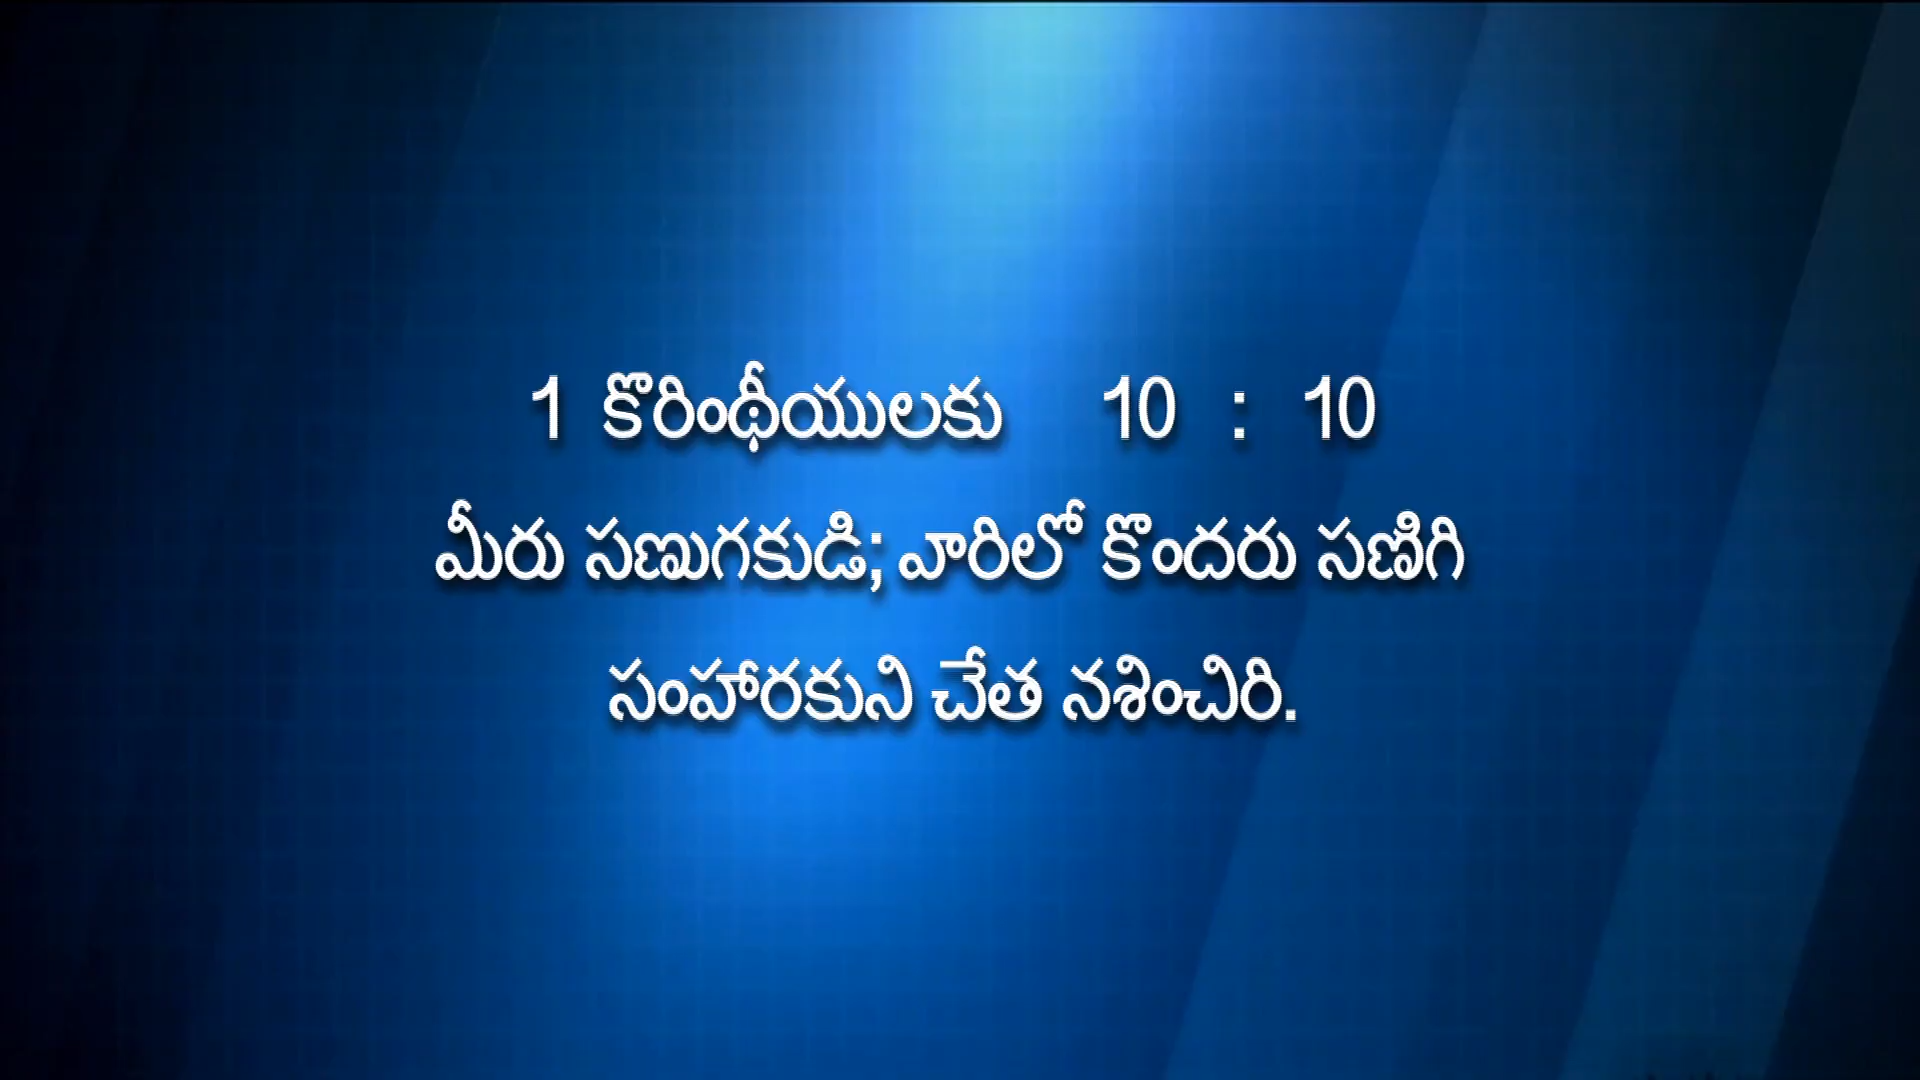 1 కొరింథీయులకు 10 : 10
మీరు సణుగకుడి; వారిలో కొందరు సణిగి
సంహారకుని చేత నశించిరి.